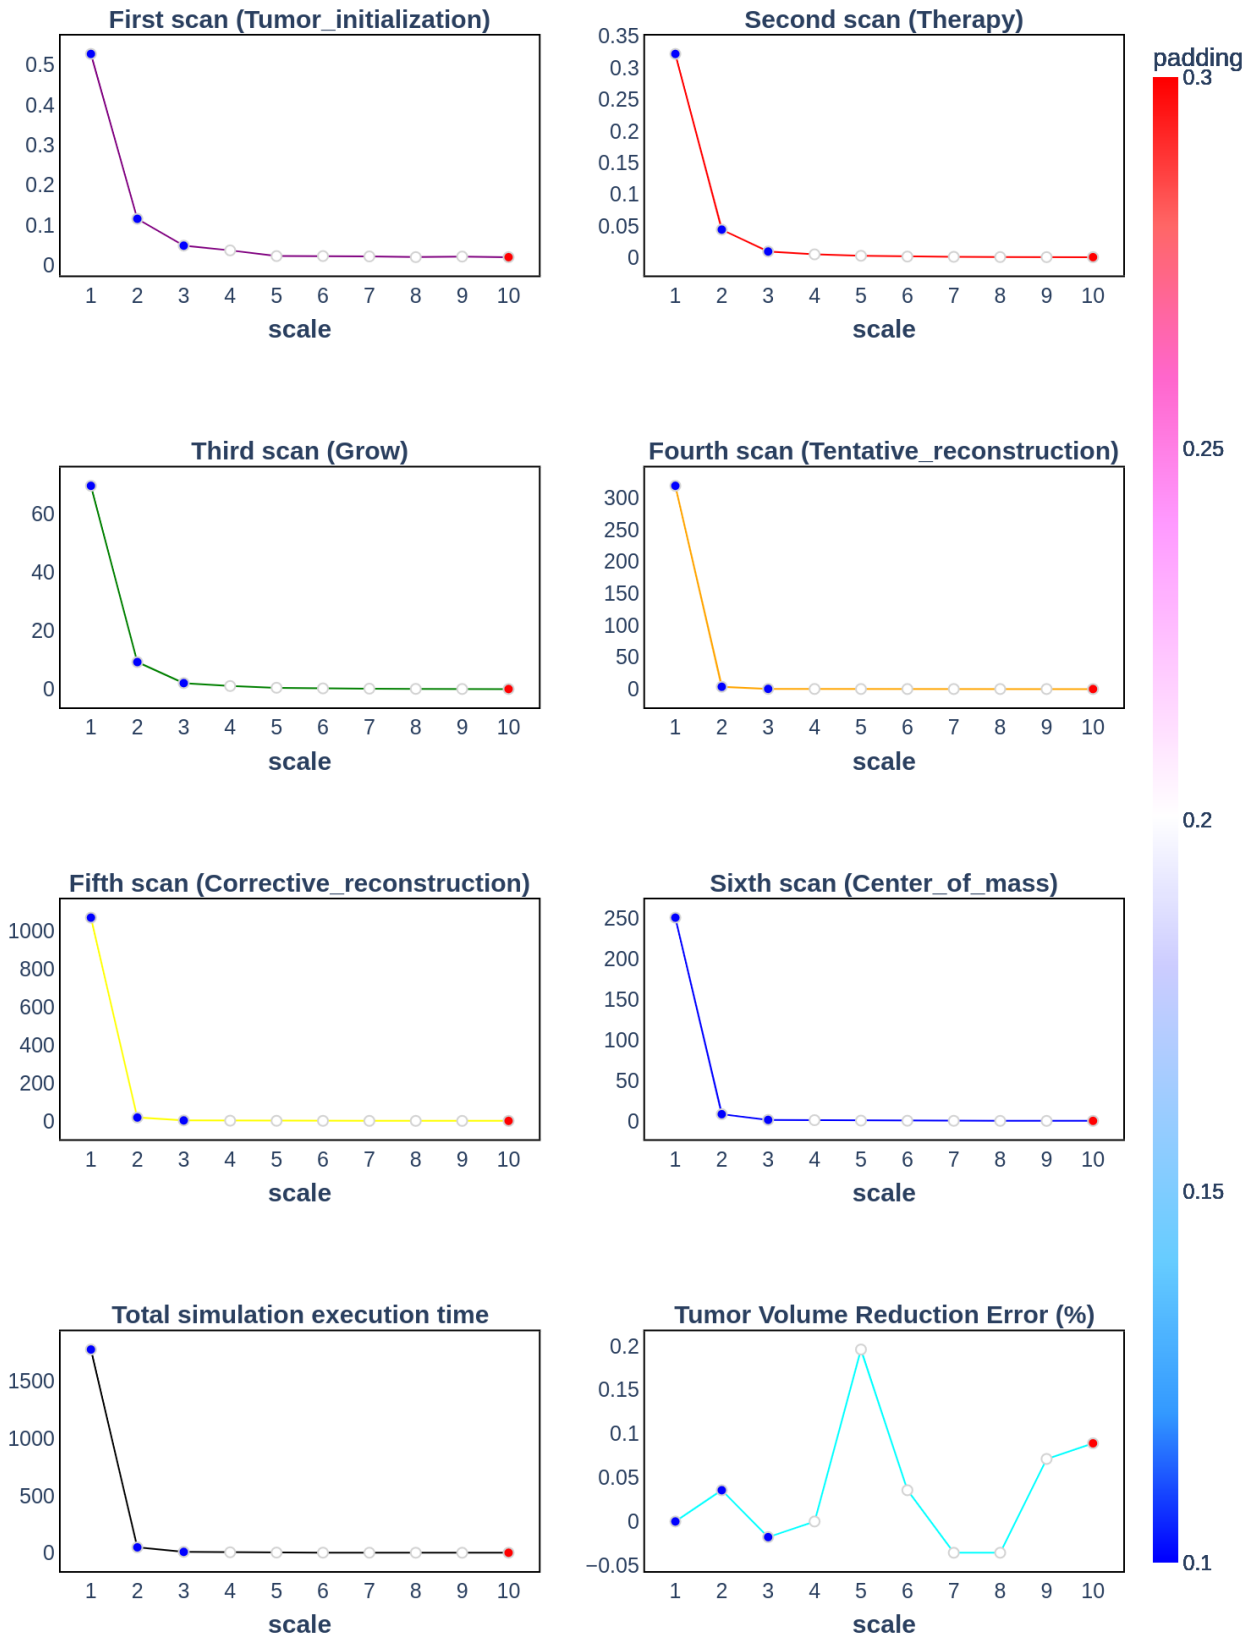 First scan (Tumor_initialization)
0.5
0.4
0.3
0.2
0.1
0
1 2 3 4 5 6 7 8 9 10
scale
Second scan (Therapy)
0.35
0.3
0.25
0.2
0.15
0.1
0.05
0
1 2 3 4 5 6 7 8 9 10
scale
Third scan (Grow)
60
40
20
0
1 2 3 4 5 6 7 8 9 10
scale
Fourth scan (Tentative_reconstruction)
300
250
200
150
100
50
0
1 2 3 4 5 6 7 8 9 10
scale
Fifth scan (Corrective_reconstruction)
1000
800
600
400
200
0
1 2 3 4 5 6 7 8 9 10
scale
Sixth scan (Center_of_mass)
250
200
150
100
50
0
1 2 3 4 5 6 7 8 9 10
scale
Total simulation execution time
1500
1000
500
0
1 2 3 4 5 6 7 8 9 10
scale
Tumor Volume Reduction Error (%)
0.2
0.15
0.1
0.05
0
−0.05
1 2 3 4 5 6 7 8 9 10
scale
padding
0.3
0.25
0.2
0.15
0.1